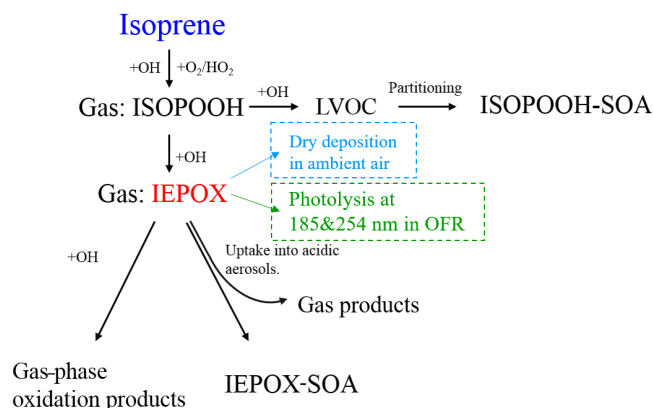 Isoprene
+OH
+O₂/HO₂
Gas: ISOPOOH
+OH
LVOC
Partitioning
ISOPOOH-SOA
+OH
Dry deposition
in ambient air
Gas: IEPOX
Photolysis at
185&254 nm in OFR
+OH
Uptake into acidic
aerosols.
Gas products
Gas–phase
oxidation products
IEPOX-SOA